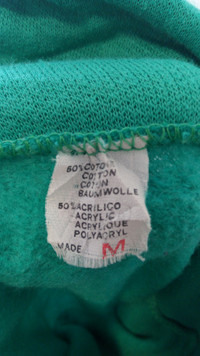 50% COTONE
COTTON
COTON
BAUMWOLLE
50% ACRILICO
ACRYLIC
ACRYLIQUE
POLYACRYL
MADE M